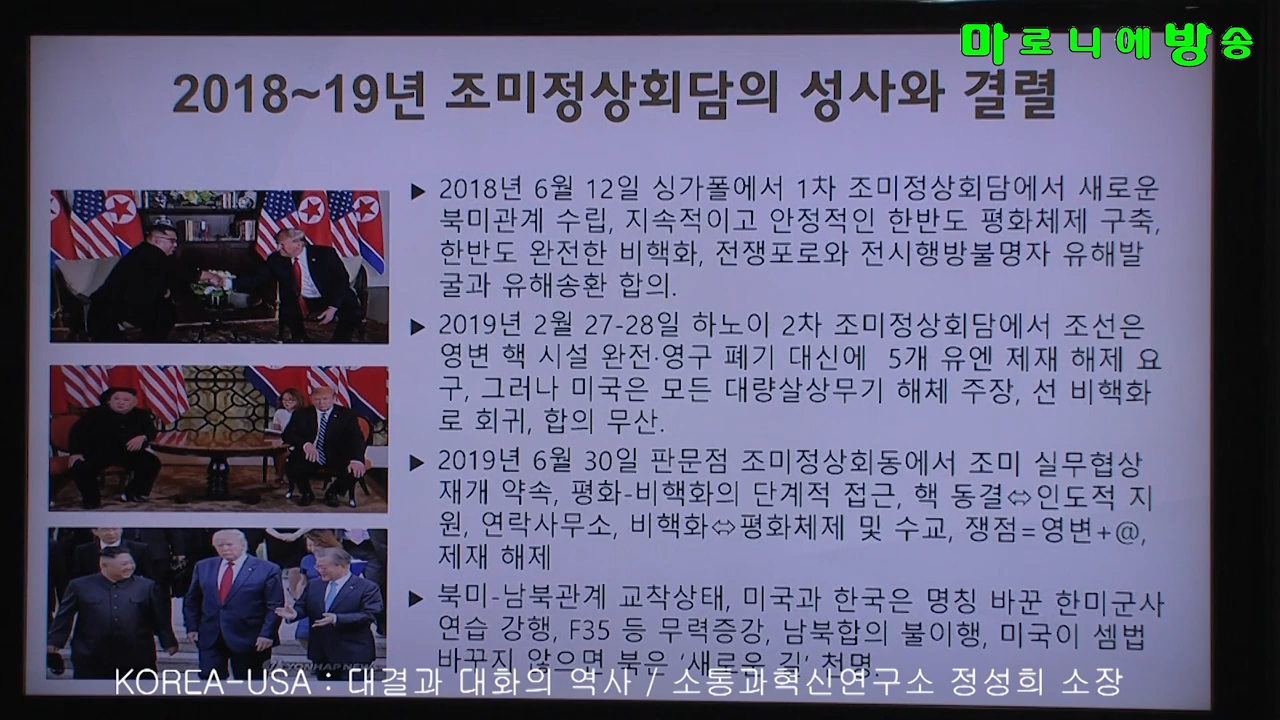 마로니에방송
2018~19년 조미정상회담의 성사와 결렬
▶ 2018년 6월 12일 싱가폴에서 1차 조미정상회담에서 새로운
북미관계 수립, 지속적이고 안정적인 한반도 평화체제 구축,
한반도 완전한 비핵화, 전쟁포로와 전시행방불명자 유해발
굴과 유해송환 합의.
▶ 2019년 2월 27-28일 하노이 2차 조미정상회담에서 조선은
영변 핵 시설 완전·영구 폐기 대신에 5개 유엔 제재 해제 요
구, 그러나 미국은 모든 대량살상무기 해체 주장, 선 비핵화
로 회귀, 합의 무산.
▶ 2019년 6월 30일 판문점 조미정상회동에서 조미 실무협상
재개 약속, 평화-비핵화의 단계적 접근, 핵 동결⇔인도적 지
원, 연락사무소, 비핵화⇔평화체제 및 수교, 쟁점=영변+@,
제재 해제
▶ 북미-남북관계 교착상태, 미국과 한국은 명칭 바꾼 한미군사
연습 강행, F35 등 무력증강, 남북합의 불이행, 미국이 셈법
바꾸지 않으면 북은 ‘새로운 길’ 천명.
YONHAP NEWS
KOREA-USA : 대결과 대화의 역사 / 소통과혁신연구소 정성희 소장